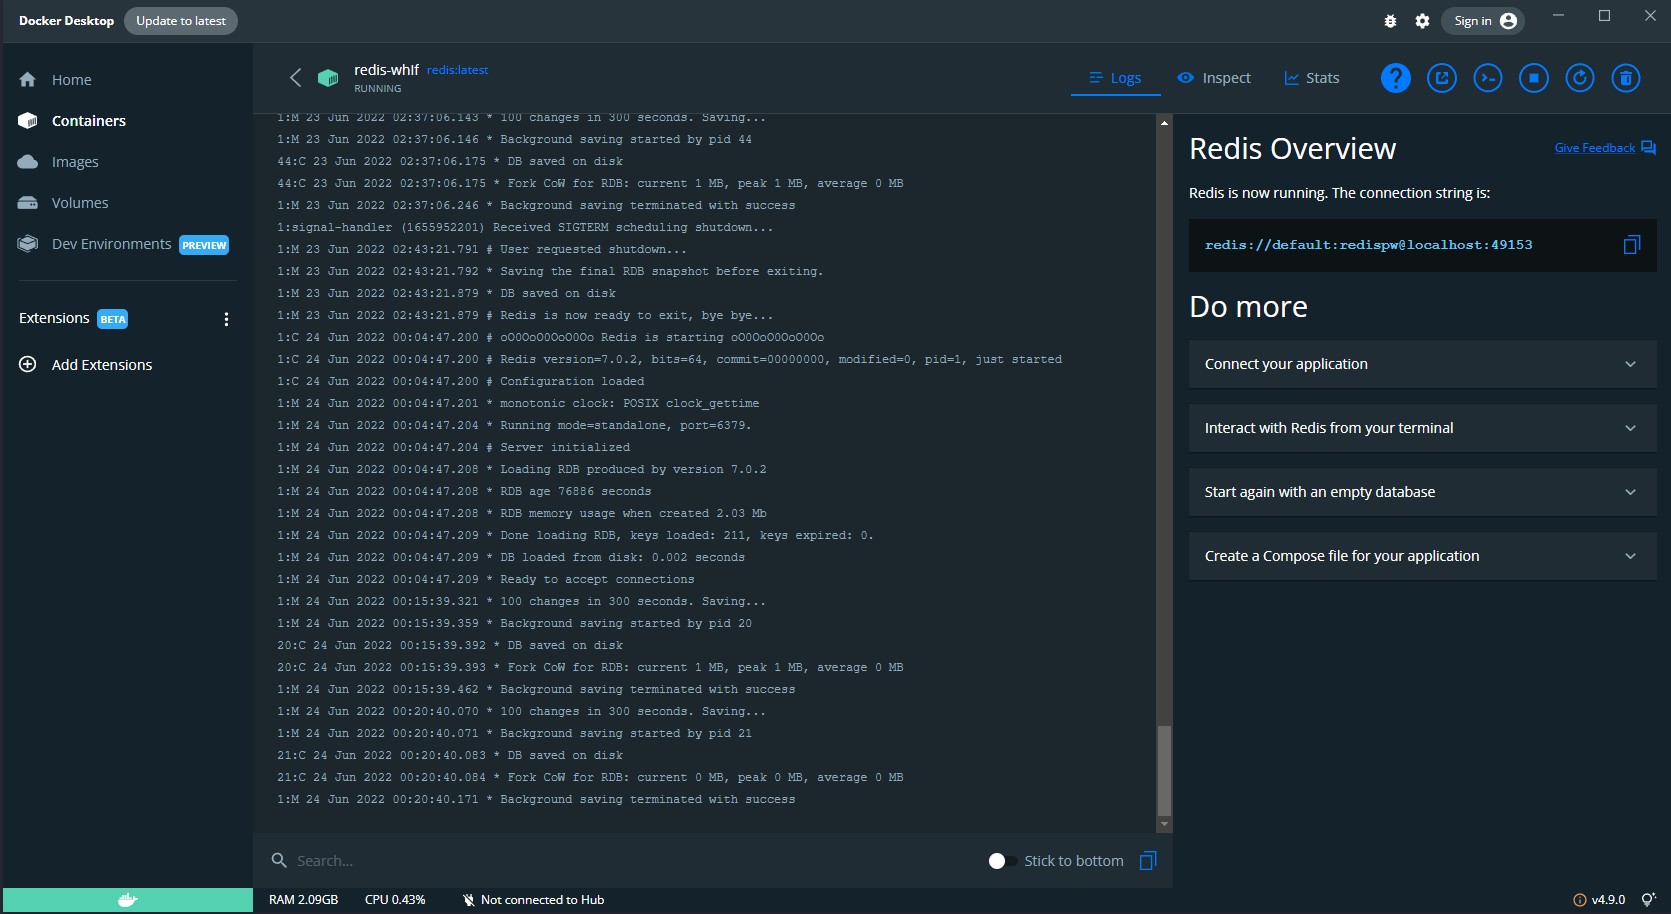 Docker Desktop Update to latest
Sign in
Home
Containers
Images
Volumes
Dev Environments PREVIEW
Extensions BETA
Add Extensions
redis-whlf redis:latest
RUNNING
Logs Inspect Stats
1:M 23 Jun 2022 02:37:06.143 * 100 changes in 300 seconds. Saving...
1:M 23 Jun 2022 02:37:06.146 * Background saving started by pid 44
44:C 23 Jun 2022 02:37:06.175 * DB saved on disk
44:C 23 Jun 2022 02:37:06.175 * Fork CoW for RDB: current 1 MB, peak 1 MB, average 0 MB
1:M 23 Jun 2022 02:37:06.246 * Background saving terminated with success
1:signal-handler (1655952201) Received SIGTERM scheduling shutdown...
1:M 23 Jun 2022 02:43:21.791 # User requested shutdown...
1:M 23 Jun 2022 02:43:21.792 * Saving the final RDB snapshot before exiting.
1:M 23 Jun 2022 02:43:21.879 * DB saved on disk
1:M 23 Jun 2022 02:43:21.879 # Redis is now ready to exit, bye bye...
1:C 24 Jun 2022 00:04:47.200 # oO0OoO0OoO0Oo Redis is starting oO0OoO0OoO0Oo
1:C 24 Jun 2022 00:04:47.200 # Redis version=7.0.2, bits=64, commit=00000000, modified=0, pid=1, just started
1:C 24 Jun 2022 00:04:47.200 # Configuration loaded
1:M 24 Jun 2022 00:04:47.201 * monotonic clock: POSIX clock_gettime
1:M 24 Jun 2022 00:04:47.204 * Running mode=standalone, port=6379.
1:M 24 Jun 2022 00:04:47.204 # Server initialized
1:M 24 Jun 2022 00:04:47.208 * Loading RDB produced by version 7.0.2
1:M 24 Jun 2022 00:04:47.208 * RDB age 76886 seconds
1:M 24 Jun 2022 00:04:47.208 * RDB memory usage when created 2.03 Mb
1:M 24 Jun 2022 00:04:47.209 * Done loading RDB, keys loaded: 211, keys expired: 0.
1:M 24 Jun 2022 00:04:47.209 * DB loaded from disk: 0.002 seconds
1:M 24 Jun 2022 00:04:47.209 * Ready to accept connections
1:M 24 Jun 2022 00:15:39.321 * 100 changes in 300 seconds. Saving...
1:M 24 Jun 2022 00:15:39.359 * Background saving started by pid 20
20:C 24 Jun 2022 00:15:39.392 * DB saved on disk
20:C 24 Jun 2022 00:15:39.393 * Fork CoW for RDB: current 1 MB, peak 1 MB, average 0 MB
1:M 24 Jun 2022 00:15:39.462 * Background saving terminated with success
1:M 24 Jun 2022 00:20:40.070 * 100 changes in 300 seconds. Saving...
1:M 24 Jun 2022 00:20:40.071 * Background saving started by pid 21
21:C 24 Jun 2022 00:20:40.083 * DB saved on disk
21:C 24 Jun 2022 00:20:40.084 * Fork CoW for RDB: current 0 MB, peak 0 MB, average 0 MB
1:M 24 Jun 2022 00:20:40.171 * Background saving terminated with success
Search...
Stick to bottom
Redis Overview
Give Feedback
Redis is now running. The connection string is:
redis://default:redispw@localhost:49153
Do more
Connect your application
Interact with Redis from your terminal
Start again with an empty database
Create a Compose file for your application
RAM 2.09GB CPU 0.43% Not connected to Hub
v4.9.0